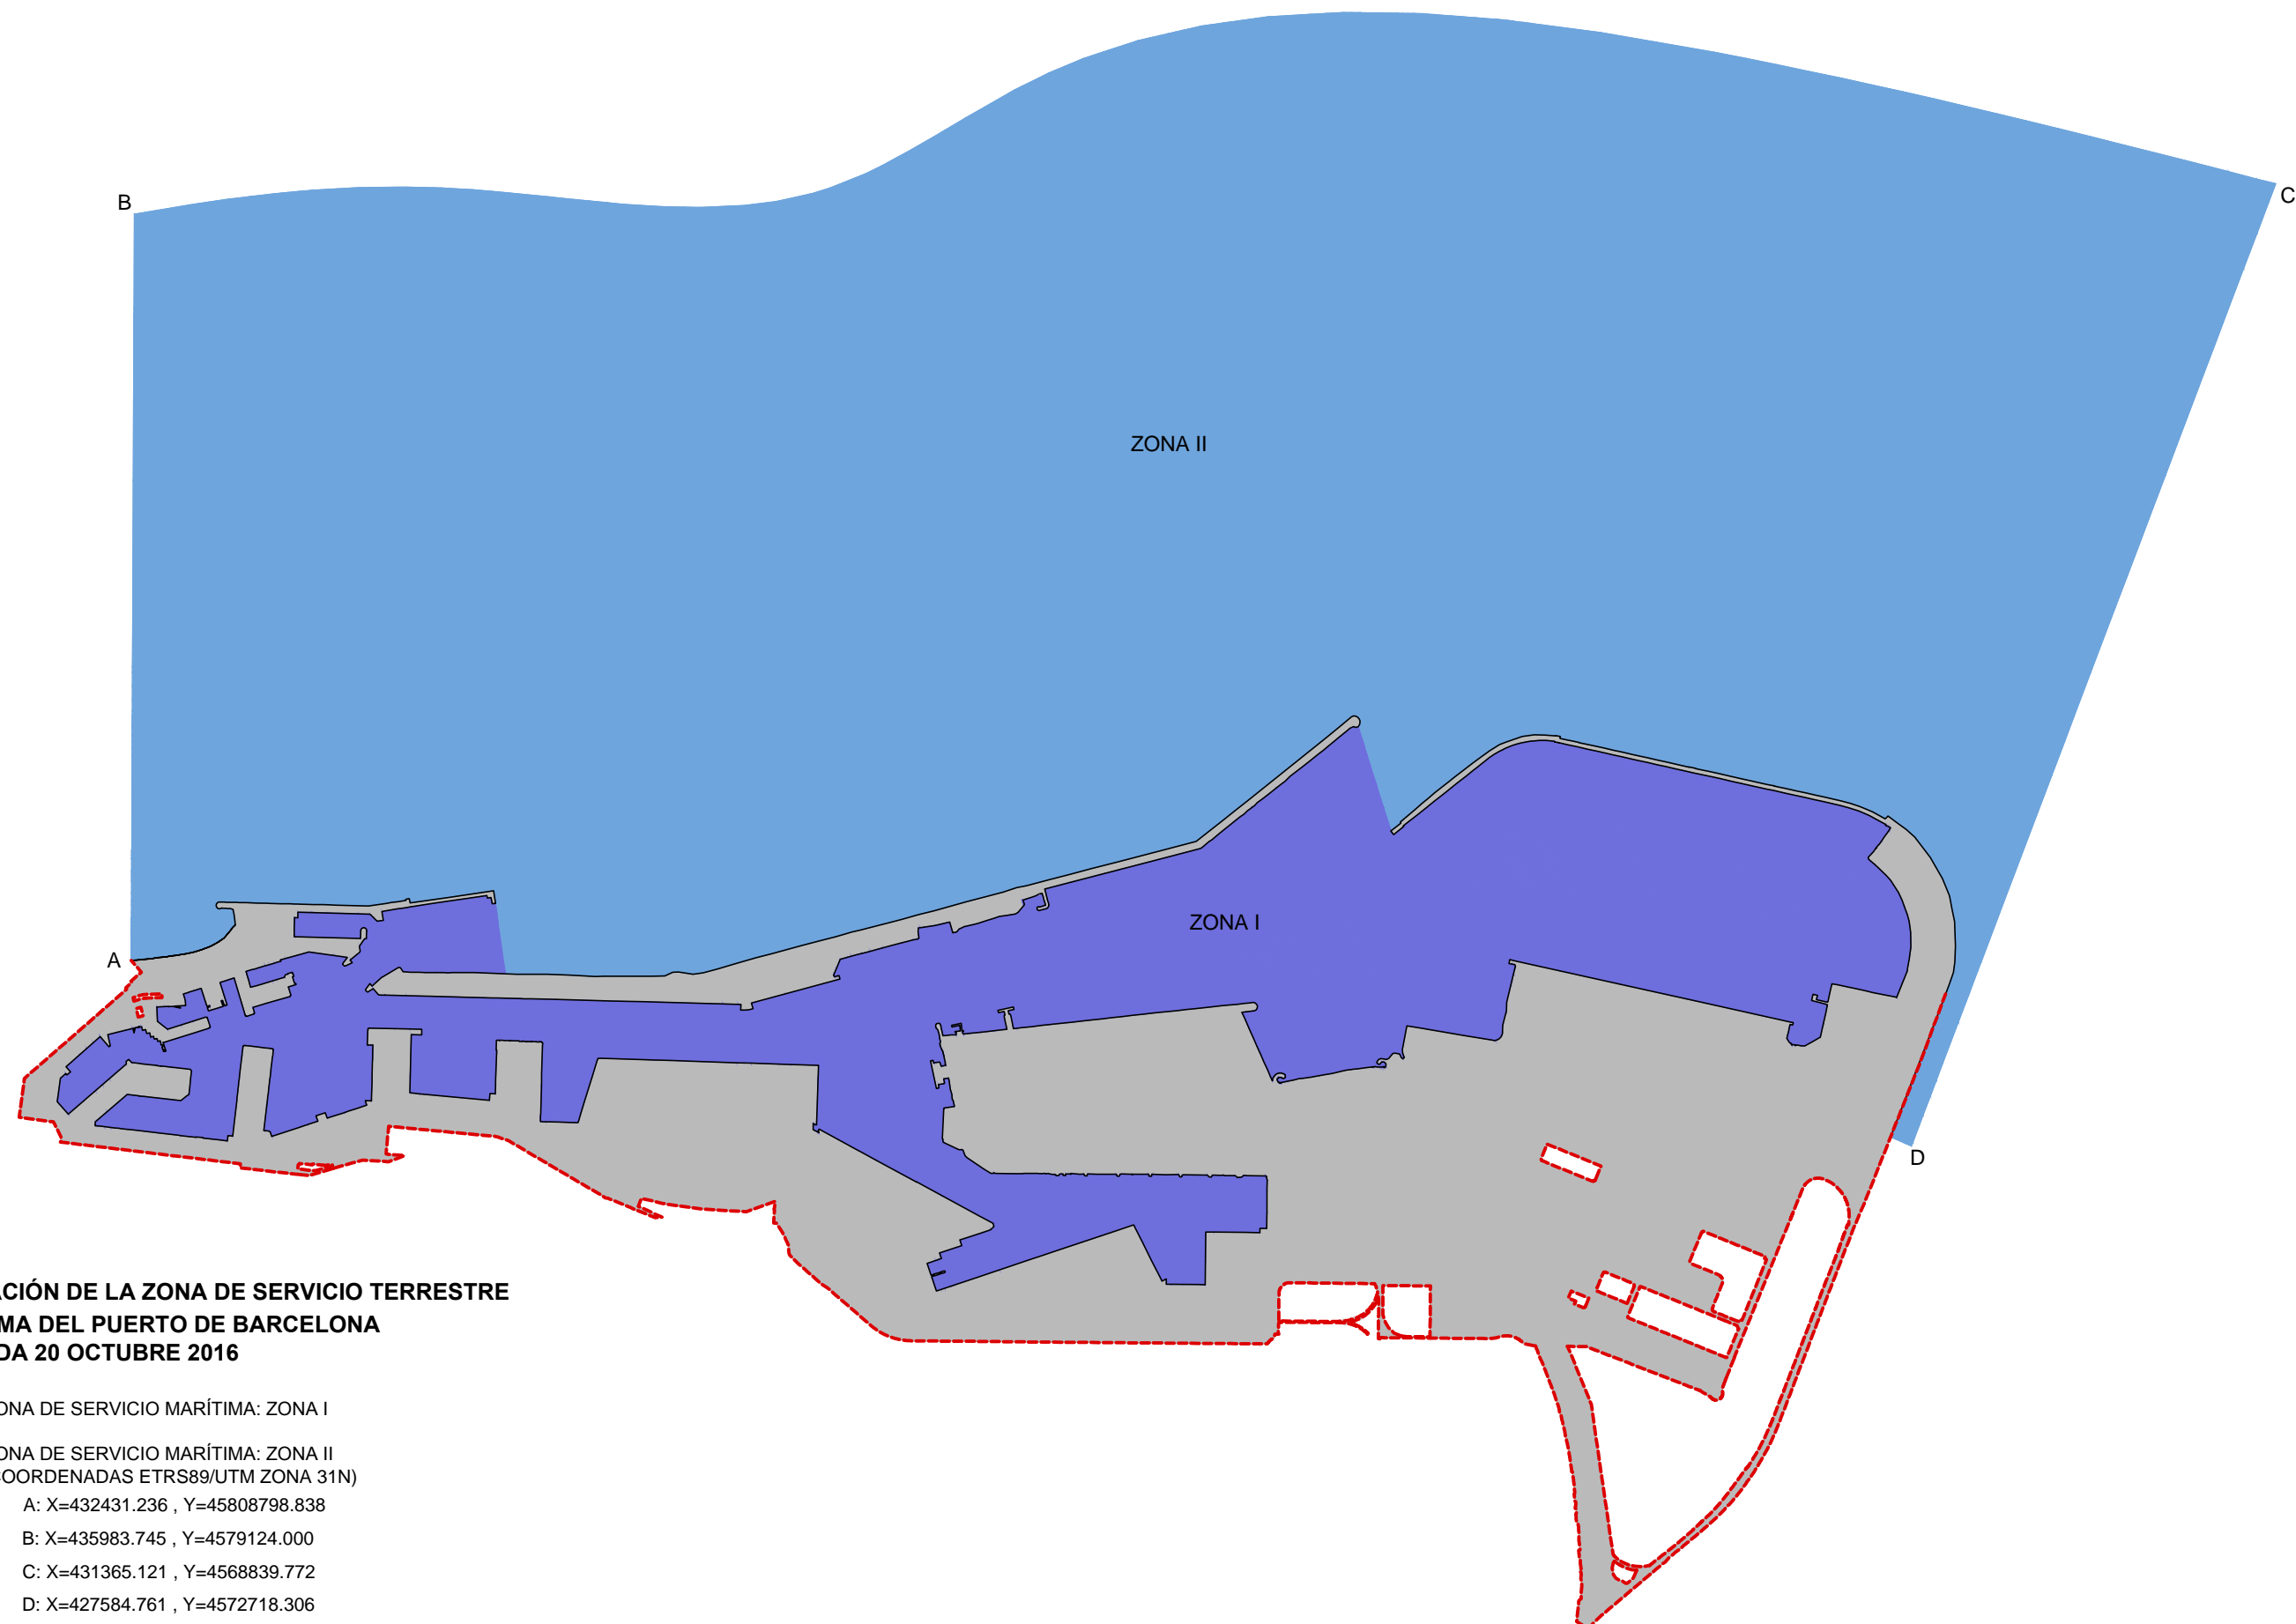 B
C
ZONA II
ZONA I
A
D
ACIÓN DE LA ZONA DE SERVICIO TERRESTRE
MA DEL PUERTO DE BARCELONA
DA 20 OCTUBRE 2016
ONA DE SERVICIO MARÍTIMA: ZONA I
ONA DE SERVICIO MARÍTIMA: ZONA II
COORDENADAS ETRS89/UTM ZONA 31N)
A: X=432431.236 , Y=45808798.838
B: X=435983.745 , Y=4579124.000
C: X=431365.121 , Y=4568839.772
D: X=427584.761 , Y=4572718.306